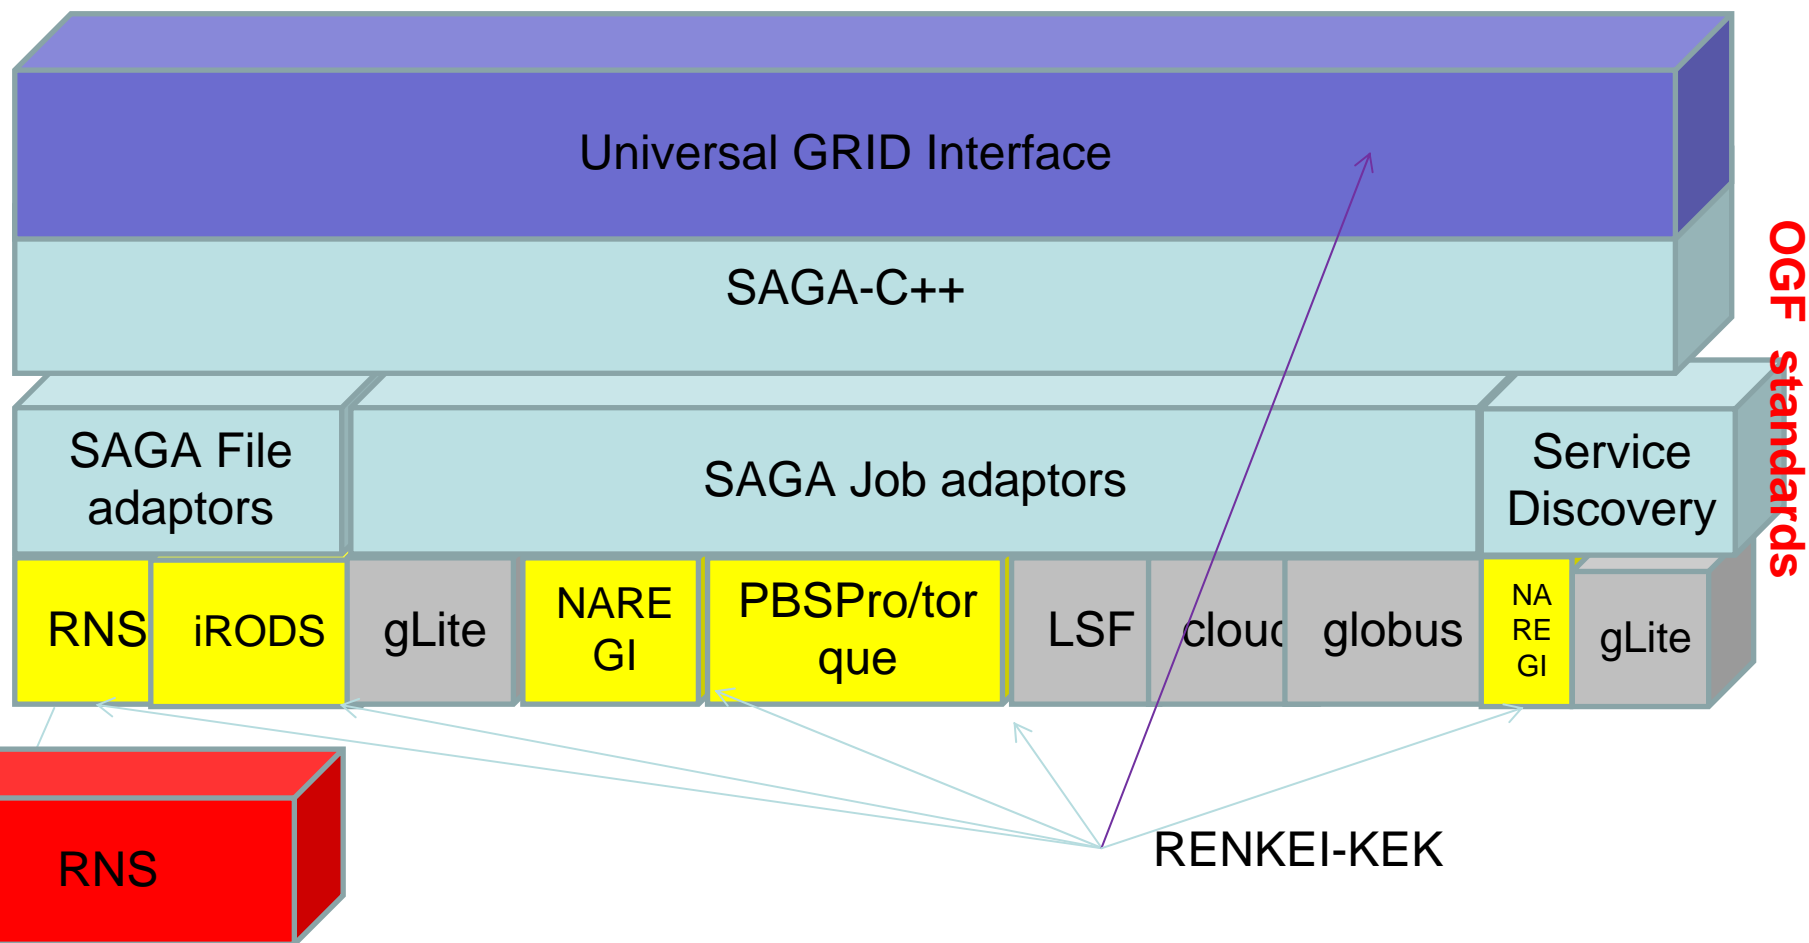 Universal GRID Interface
SAGA-C++
OGF standards
SAGA File
adaptors
SAGA Job adaptors
Service
Discovery
RNS
iRODS
gLite
NARE
GI
PBSPro/tor
que
LSF
cloud
globus
NA
RE
GI
gLite
RENKEI-KEK
RNS